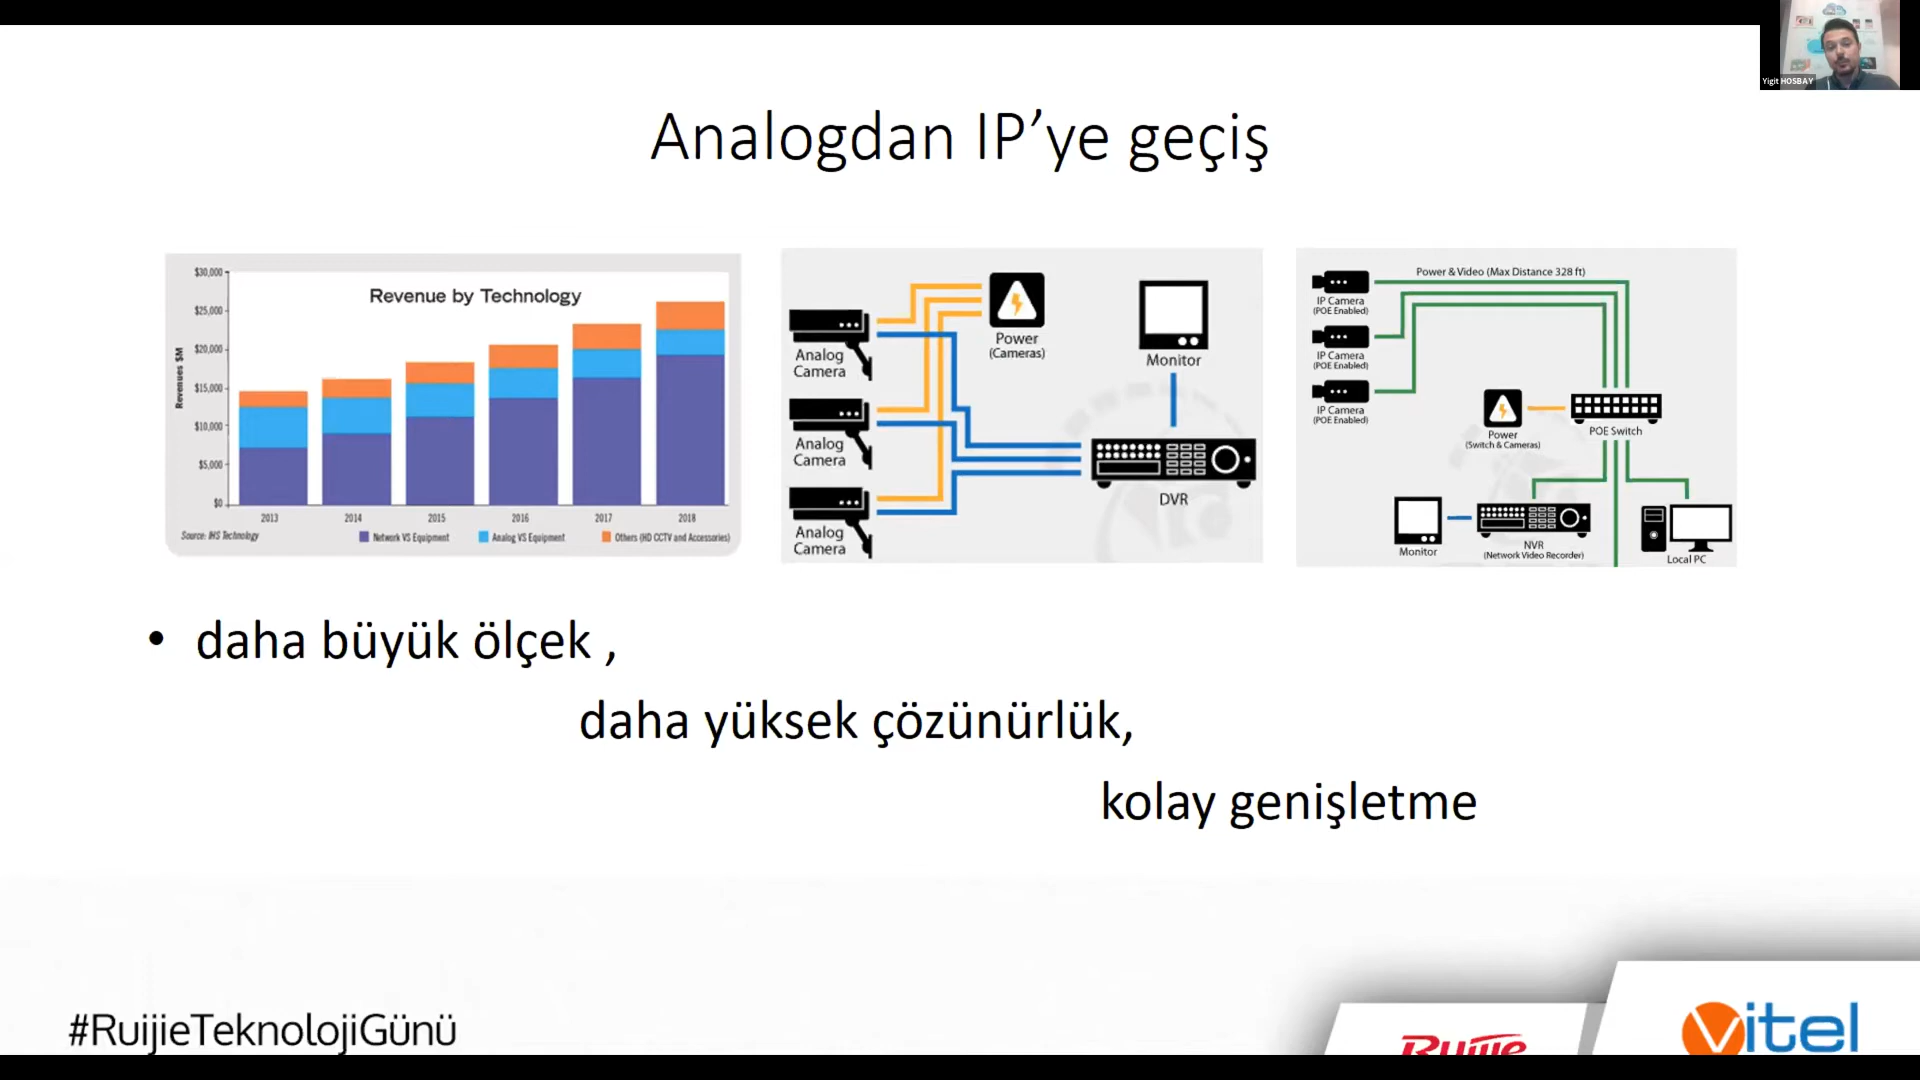 Yigit HOSBAY
Analogdan IP’ye geçiş
Revenue by Technology
Revenues $M
$30,000
$25,000
$20,000
$15,000
$10,000
$5,000
$0
2013 2014 2015 2016 2017 2018
Source: IHS Technology
Network VS Equipment Analog VS Equipment Others (HD CCTV and Accessories)
Analog
Camera
Analog
Camera
Analog
Camera
Power
(Cameras)
Monitor
DVR
Power & Video (Max Distance 328 ft)
IP Camera
(POE Enabled)
IP Camera
(POE Enabled)
IP Camera
(POE Enabled)
Power
(Switch & Cameras)
POE Switch
Monitor
NVR
(Network Video Recorder)
Local PC
• daha büyük ölçek ,
daha yüksek çözünürlük,
kolay genişletme
#RuijieTeknolojiGünü
Ruijie
vitel